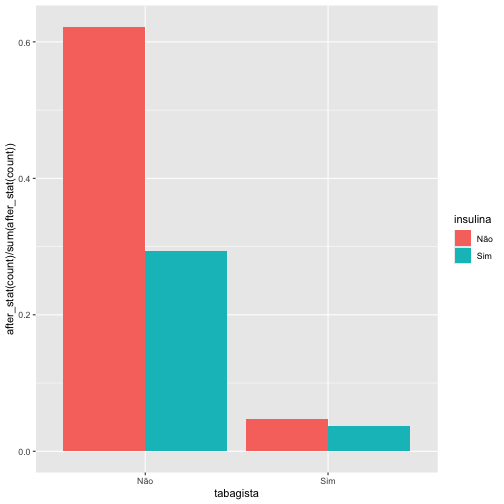 after_stat(count)/sum(after_stat(count))
0.6
0.4
0.2
0.0
Não
Sim
tabagista
insulina
Não
Sim